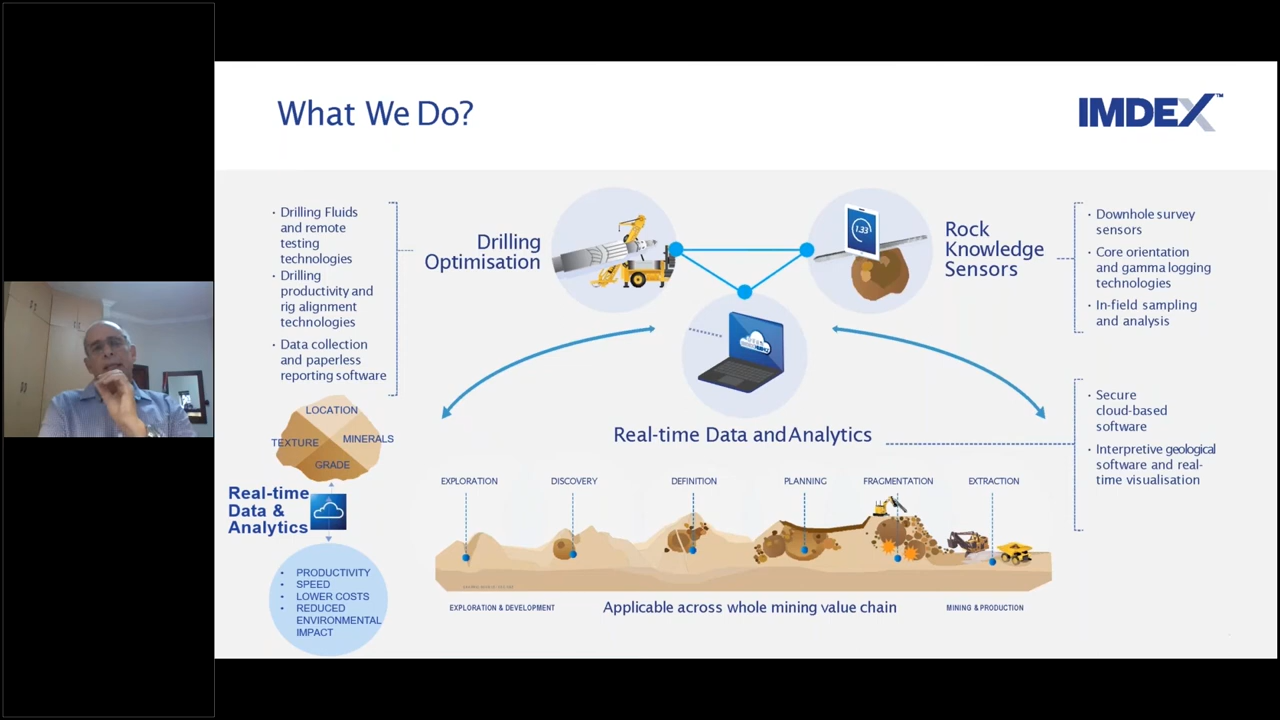 What We Do?
IMDEX™
· Drilling Fluids
and remote
testing
technologies
· Drilling
productivity and
rig alignment
technologies
· Data collection
and paperless
reporting software
Drilling
Optimisation
1.33
Rock
Knowledge
Sensors
• Downhole survey
sensors
• Core orientation
and gamma logging
technologies
• In-field sampling
and analysis
Real-time Data and Analytics
• Secure
cloud-based
software
• Interpretive geological
software and real-
time visualisation
LOCATION
TEXTURE
MINERALS
GRADE
Real-time
Data &
Analytics
• PRODUCTIVITY
• SPEED
• LOWER COSTS
• REDUCED
ENVIRONMENTAL
IMPACT
EXPLORATION
DISCOVERY
DEFINITION
PLANNING
FRAGMENTATION
EXTRACTION
EXPLORATION & DEVELOPMENT
Applicable across whole mining value chain
MINING & PRODUCTION